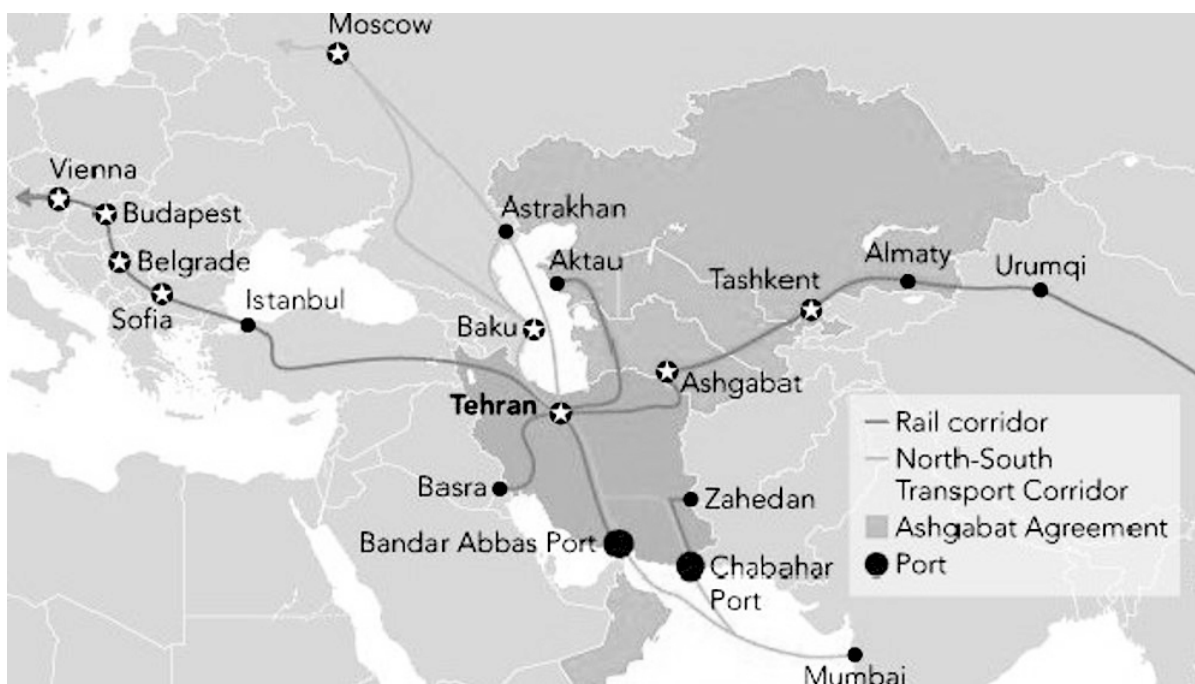 Moscow
Vienna
Budapest
Belgrade
Sofia
Istanbul
Astrakhan
Aktau
Baku
Tehran
Tashkent
Almaty
Urumqi
Ashgabat
Basra
Zahedan
Bandar Abbas Port
Chabahar
Port
Mumbai
Rail corridor
North-South
Transport Corridor
Ashgabat Agreement
Port